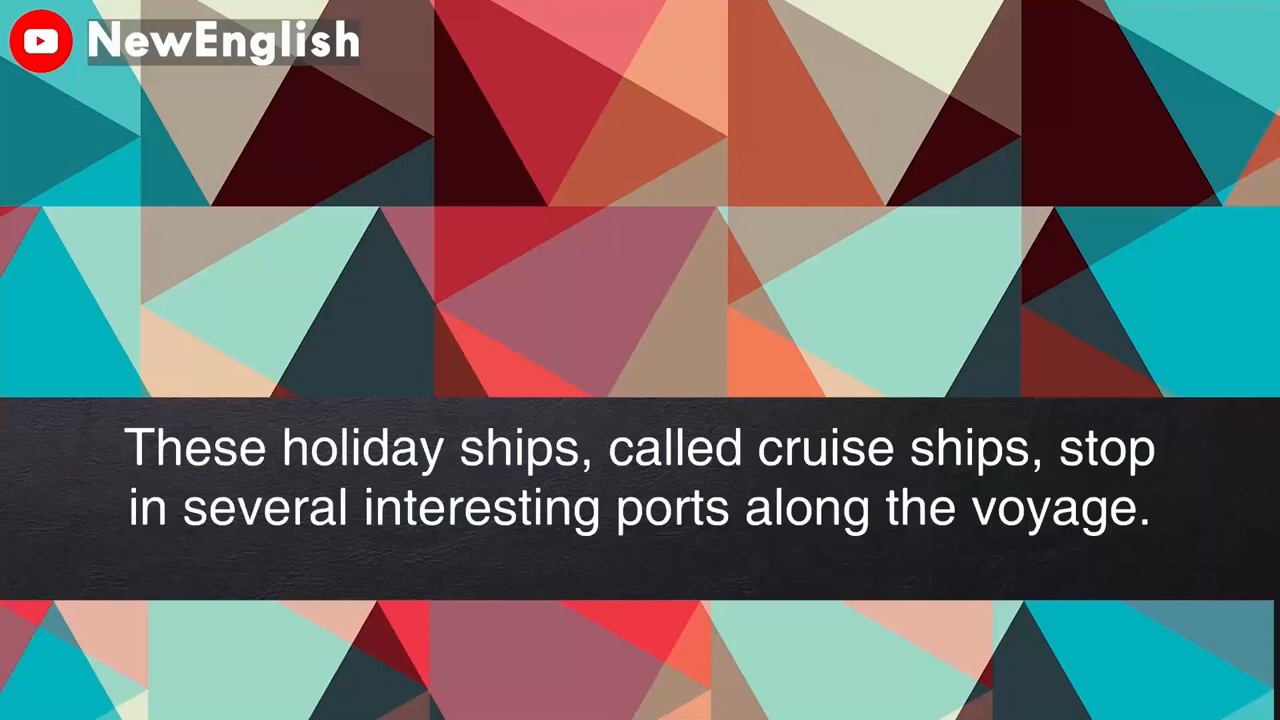 NewEnglish
These holiday ships, called cruise ships, stop
in several interesting ports along the voyage.